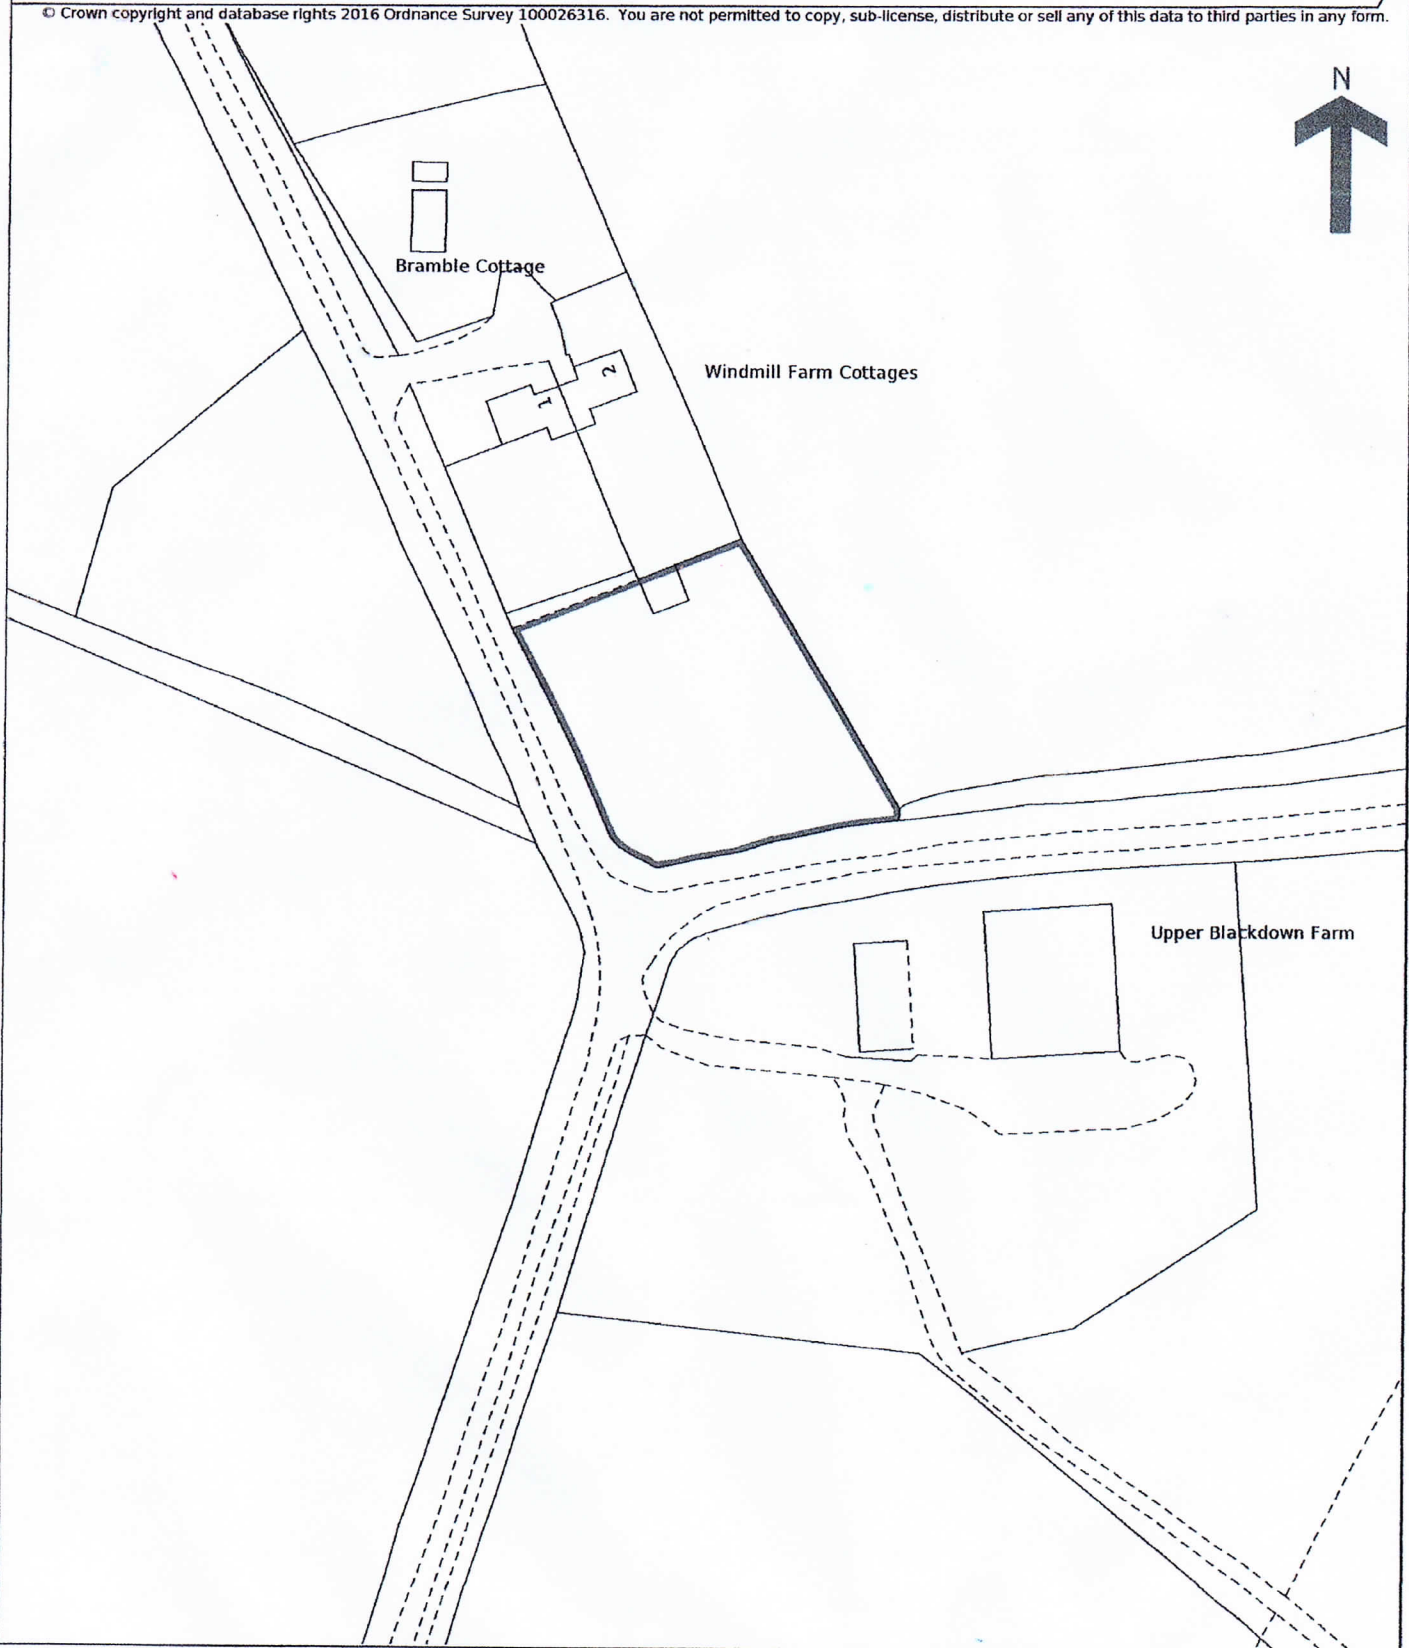 © Crown copyright and database rights 2016 Ordnance Survey 100026316. You are not permitted to copy, sub-license, distribute or sell any of this data to third parties in any form.
N
Bramble Cottage
Windmill Farm Cottages
2
1
Upper Blackdown Farm